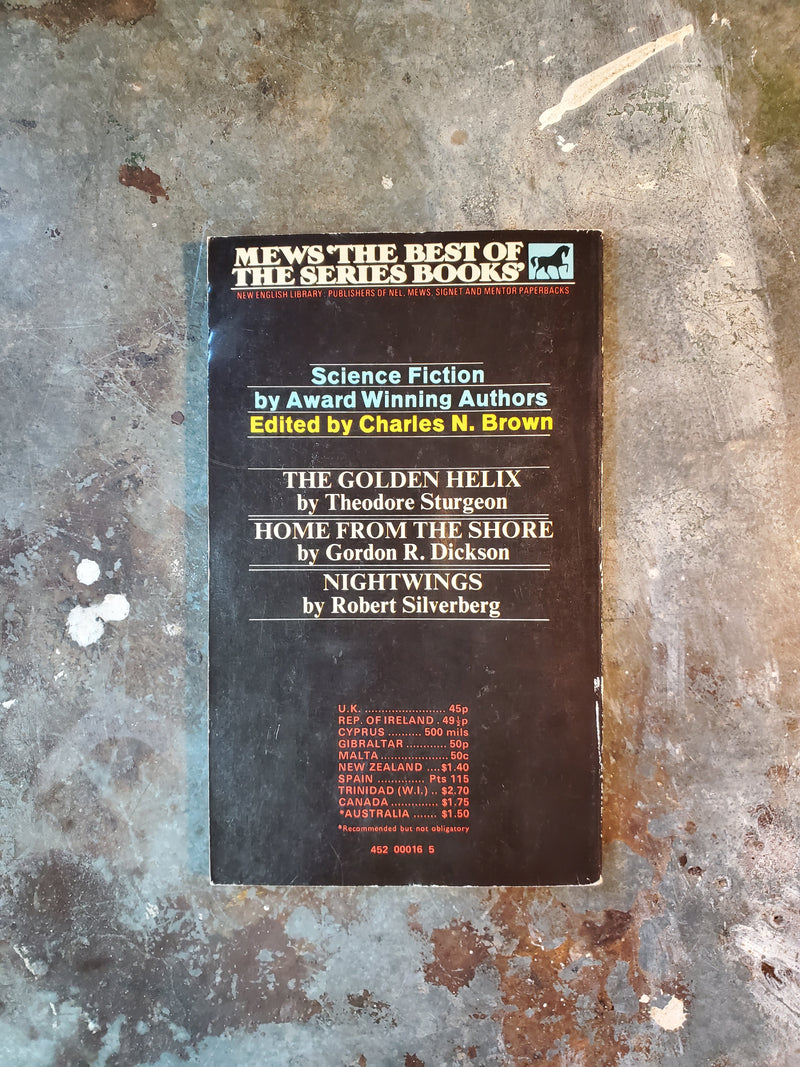 MEWS ‘THE BEST OF
THE SERIES BOOKS’
NEW ENGLISH LIBRARY: PUBLISHERS OF NEL, MEWS, SIGNET AND MENTOR PAPERBACKS
Science Fiction
by Award Winning Authors
Edited by Charles N. Brown
THE GOLDEN HELIX
by Theodore Sturgeon
HOME FROM THE SHORE
by Gordon R. Dickson
NIGHTWINGS
by Robert Silverberg
U.K. ........................ 45p
REP. OF IRELAND . 49½p
CYPRUS .......... 500 mils
GIBRALTAR ............ 50p
MALTA .................... 50c
NEW ZEALAND .... $1.40
SPAIN .............. Pts 115
TRINIDAD (W.I.) .. $2.70
CANADA .............. $1.75
*AUSTRALIA ....... $1.50
*Recommended but not obligatory
452 00016 5